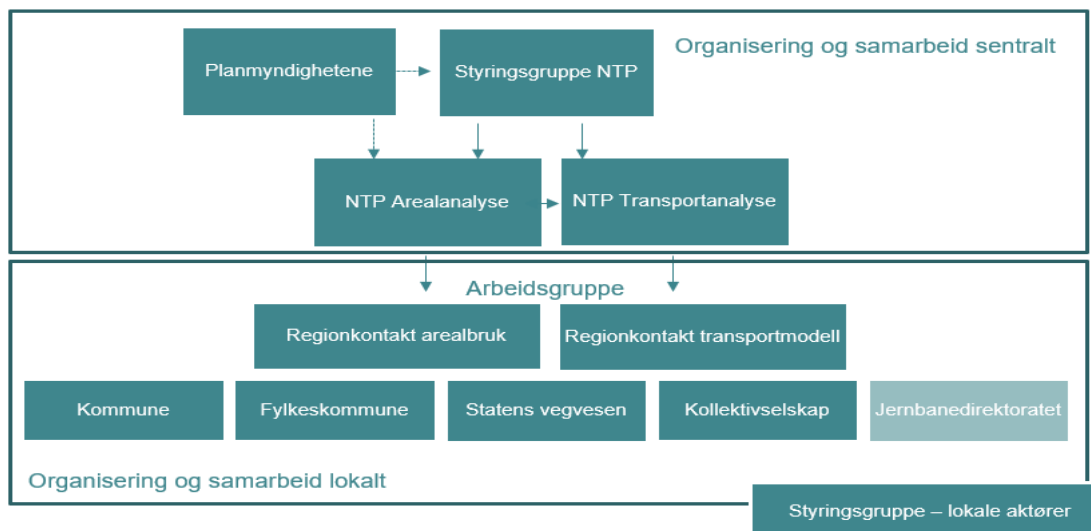 Organisering og samarbeid sentralt
Planmyndighetene
Styringsgruppe NTP
NTP Arealanalyse
NTP Transportanalyse
Arbeidsgruppe
Regionkontakt arealbruk
Regionkontakt transportmodell
Kommune
Fylkeskommune
Statens vegvesen
Kollektivselskap
Jernbanedirektoratet
Organisering og samarbeid lokalt
Styringsgruppe – lokale aktører